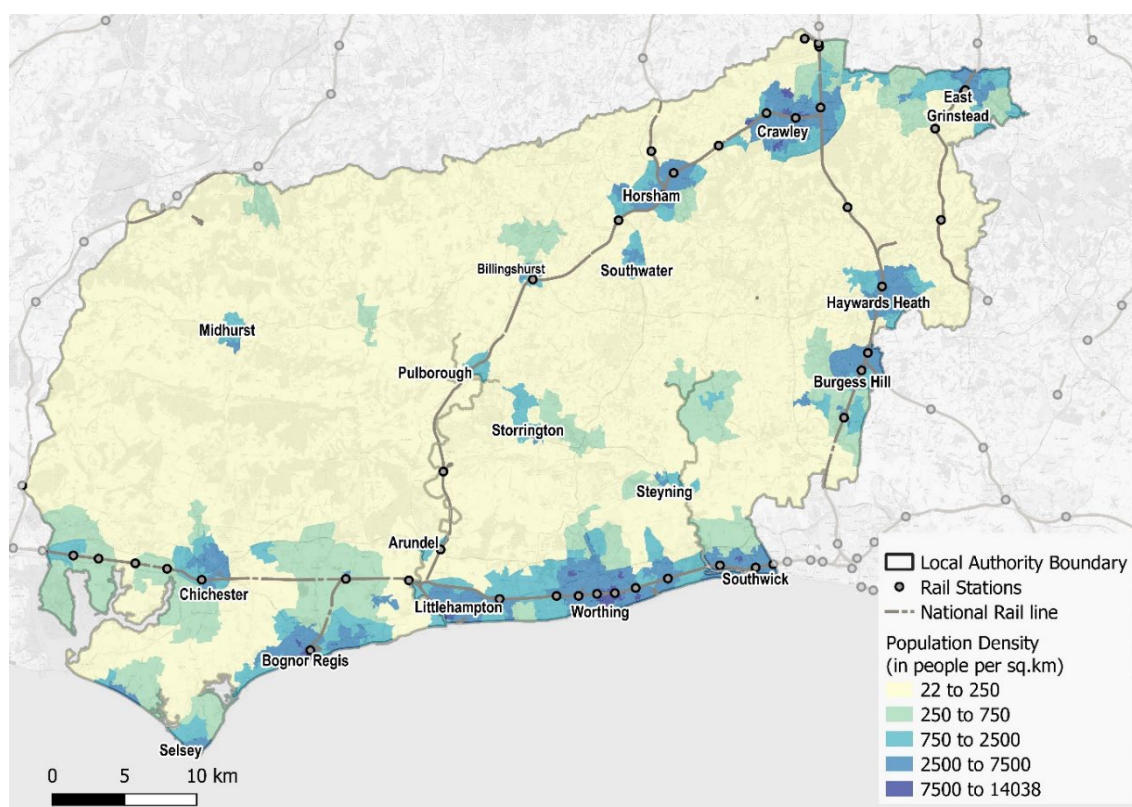 East
Grinstead
Crawley
Horsham
Billingshurst
Southwater
Haywards Heath
Midhurst
Pulborough
Burgess Hill
Storrington
Steyning
Arundel
Chichester
Littlehampton
Worthing
Southwick
Bognor Regis
Selsey
0 5 10 km
Local Authority Boundary
Rail Stations
National Rail line
Population Density
(in people per sq.km)
22 to 250
250 to 750
750 to 2500
2500 to 7500
7500 to 14038